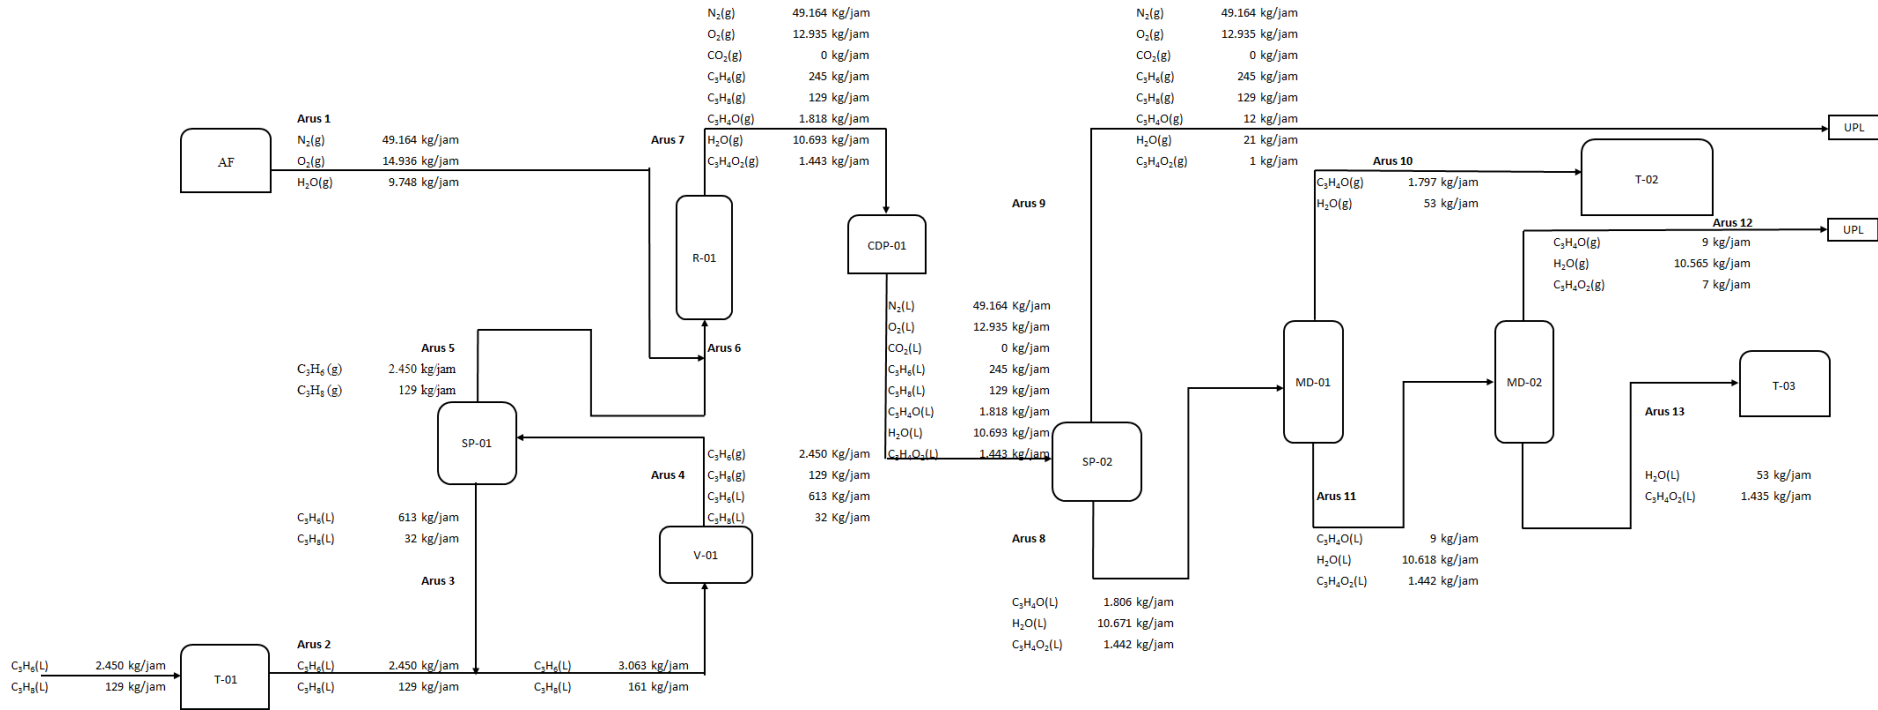 N₂(g) 49.164 Kg/jam
O₂(g) 12.935 kg/jam
CO₂(g) 0 kg/jam
C₃H₆(g) 245 kg/jam
C₃H₈(g) 129 kg/jam
C₃H₄O(g) 1.818 kg/jam
Arus 7
H₂O(g) 10.693 kg/jam
C₃H₄O₂(g) 1.443 kg/jam
N₂(g) 49.164 Kg/jam
O₂(g) 12.935 kg/jam
CO₂(g) 0 kg/jam
C₃H₆(g) 245 kg/jam
C₃H₈(g) 129 kg/jam
C₃H₄O(g) 12 kg/jam
H₂O(g) 21 kg/jam
C₃H₄O₂(g) 1 kg/jam
Arus 9
UPL
Arus 1
N₂(g) 49.164 kg/jam
O₂(g) 14.936 kg/jam
H₂O(g) 9.748 kg/jam
AF
R-01
CDP-01
Arus 10
C₃H₄O(g) 1.797 kg/jam
H₂O(g) 53 kg/jam
T-02
Arus 12
C₃H₄O(g) 9 kg/jam
H₂O(g) 10.565 kg/jam
C₃H₄O₂(g) 7 kg/jam
UPL
N₂(L) 49.164 Kg/jam
O₂(L) 12.935 kg/jam
CO₂(L) 0 kg/jam
C₃H₆(L) 245 kg/jam
C₃H₈(L) 129 kg/jam
C₃H₄O(L) 1.818 kg/jam
H₂O(L) 10.693 kg/jam
C₃H₄O₂(L) 1.443 kg/jam
Arus 5
C₃H₆ (g) 2.450 kg/jam
C₃H₈ (g) 129 kg/jam
Arus 6
SP-01
Arus 4
C₃H₆(g) 2.450 Kg/jam
C₃H₈(g) 129 Kg/jam
C₃H₆(L) 613 Kg/jam
C₃H₈(L) 32 Kg/jam
V-01
SP-02
MD-01
MD-02
T-03
Arus 13
H₂O(L) 53 kg/jam
C₃H₄O₂(L) 1.435 kg/jam
Arus 11
C₃H₄O(L) 9 kg/jam
H₂O(L) 10.618 kg/jam
C₃H₄O₂(L) 1.442 kg/jam
Arus 8
C₃H₄O(L) 1.806 kg/jam
H₂O(L) 10.671 kg/jam
C₃H₄O₂(L) 1.442 kg/jam
C₃H₆(L) 613 kg/jam
C₃H₈(L) 32 kg/jam
Arus 3
Arus 2
C₃H₆(L) 2.450 kg/jam
C₃H₈(L) 129 kg/jam
T-01
C₃H₆(L) 2.450 kg/jam
C₃H₈(L) 129 kg/jam
C₃H₆(L) 3.063 kg/jam
C₃H₈(L) 161 kg/jam